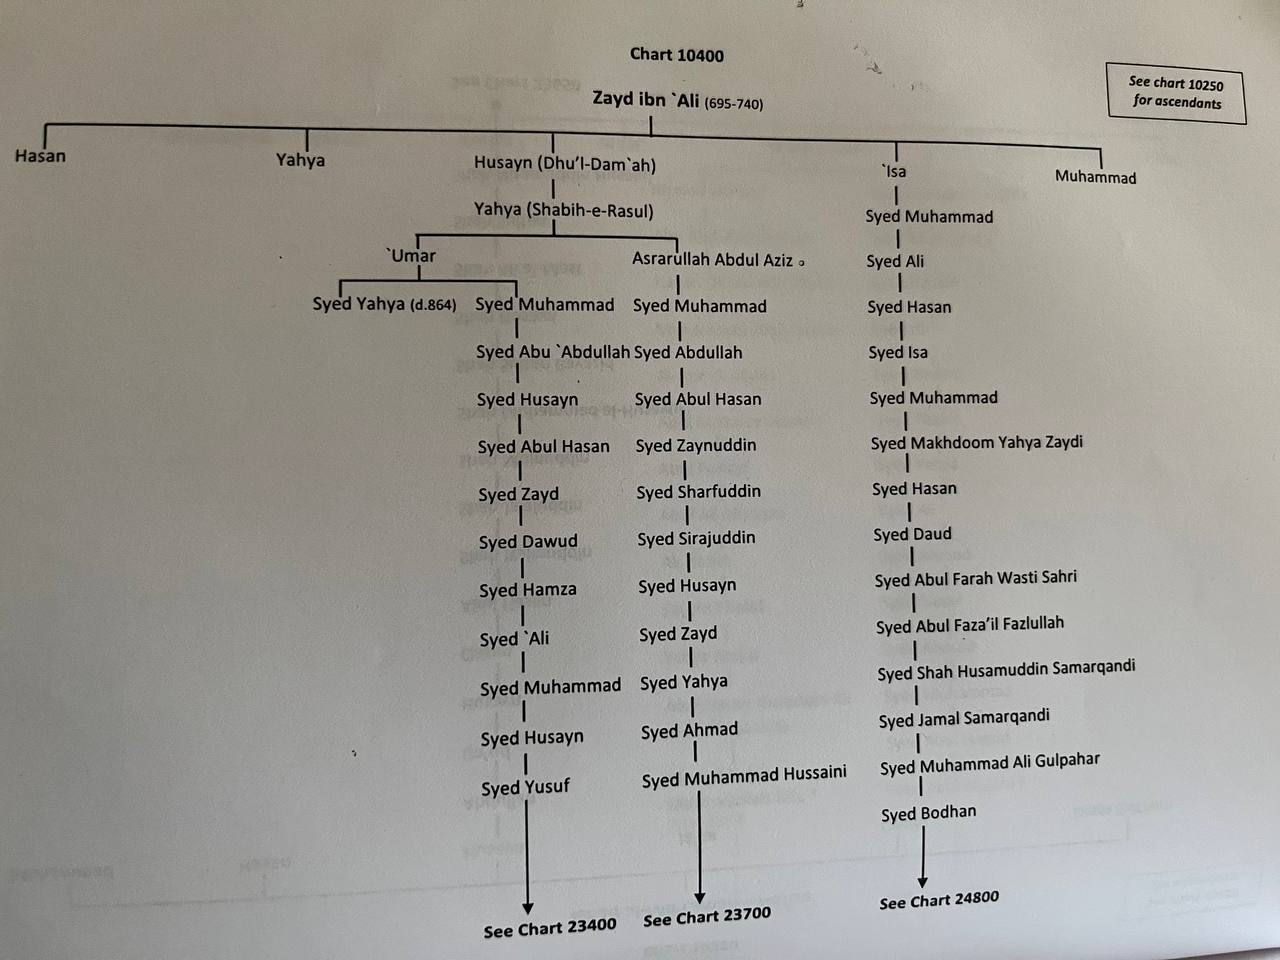 Chart 10400
See chart 10250
for ascendants
Zayd ibn `Ali (695-740)
Hasan
Yahya
Husayn (Dhu'l-Dam`ah)
`Isa
Muhammad
Yahya (Shabih-e-Rasul)
Syed Muhammad
`Umar
Asrarullah Abdul Aziz
Syed Ali
Syed Yahya (d.864)
Syed Muhammad
Syed Muhammad
Syed Hasan
Syed Abu `Abdullah
Syed Abdullah
Syed Isa
Syed Husayn
Syed Abul Hasan
Syed Muhammad
Syed Abul Hasan
Syed Zaynuddin
Syed Makhdoom Yahya Zaydi
Syed Zayd
Syed Sharfuddin
Syed Hasan
Syed Dawud
Syed Sirajuddin
Syed Daud
Syed Hamza
Syed Husayn
Syed Abul Farah Wasti Sahri
Syed `Ali
Syed Zayd
Syed Abul Faza'il Fazlullah
Syed Muhammad
Syed Yahya
Syed Shah Husamuddin Samarqandi
Syed Husayn
Syed Ahmad
Syed Jamal Samarqandi
Syed Yusuf
Syed Muhammad Hussaini
Syed Muhammad Ali Gulpahar
Syed Bodhan
See Chart 23400
See Chart 23700
See Chart 24800